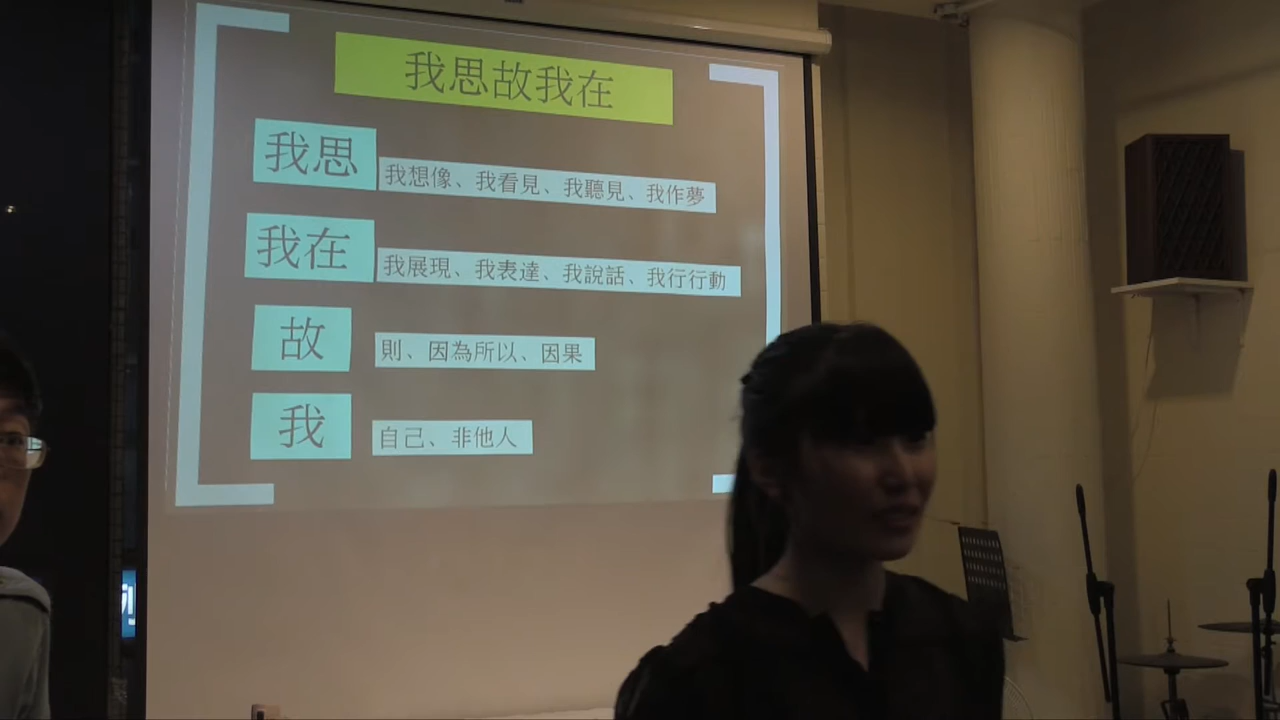 我思故我在
我思 我想像、我看見、我聽見、我作夢
我在 我展現、我表達、我說話、我行行動
故 則、因為所以、因果
我 自己、非他人